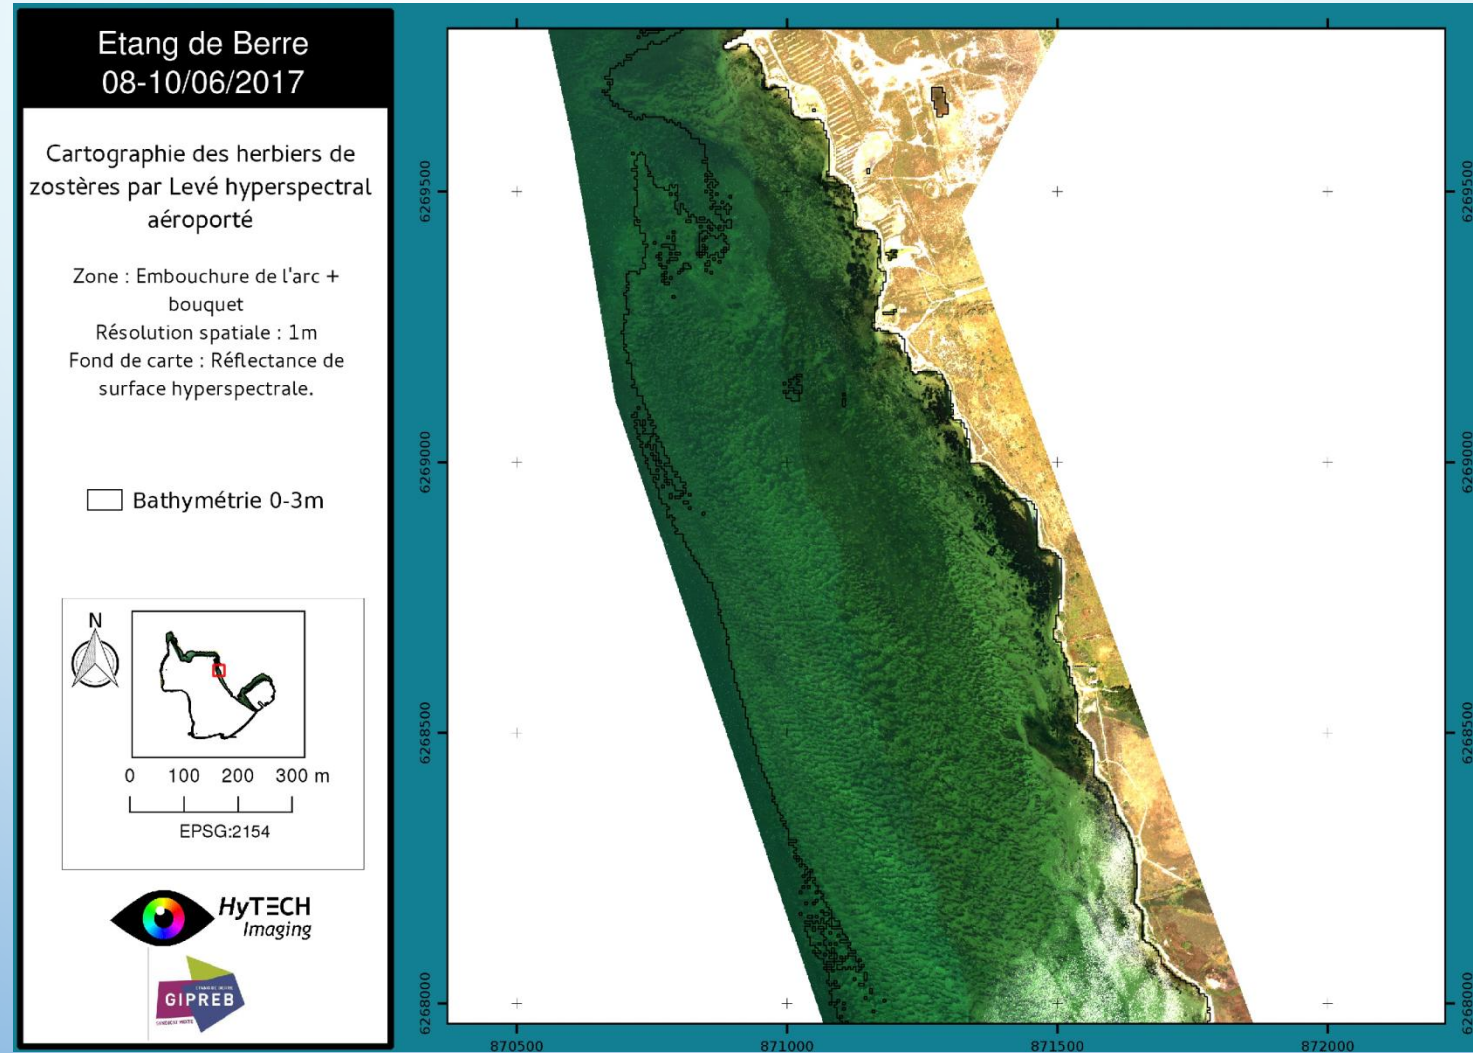 Etang de Berre
08-10/06/2017
Cartographie des herbiers de
zostères par Levé hyperspectral
aéroporté
Zone : Embouchure de l'arc +
bouquet
Résolution spatiale : 1m
Fond de carte : Réflectance de
surface hyperspectrale.
Bathymétrie 0-3m
N
0 100 200 300 m
EPSG:2154
HyTECH
Imaging
GIPREB
6269500
6269000
6268500
6268000
870500 871000 871500 872000
6269500
6269000
6268500
6268000